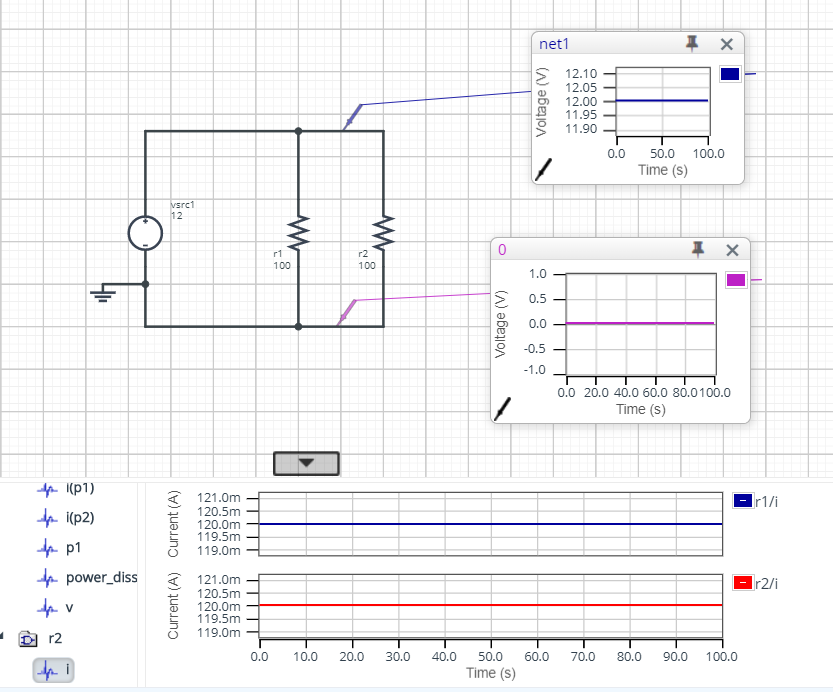 net1
Voltage (V)
12.10
12.05
12.00
11.95
11.90
0.0 50.0 100.0
Time (s)
vsrc1
12
+
-
r1
100
r2
100
0
Voltage (V)
1.0
0.5
0.0
-0.5
-1.0
0.0 20.0 40.0 60.0 80.0 100.0
Time (s)
i(p1)
i(p2)
p1
power_diss
v
r2
i
Current (A)
121.0m
120.5m
120.0m
119.5m
119.0m
r1/i
Current (A)
121.0m
120.5m
120.0m
119.5m
119.0m
r2/i
0.0 10.0 20.0 30.0 40.0 50.0 60.0 70.0 80.0 90.0 100.0
Time (s)